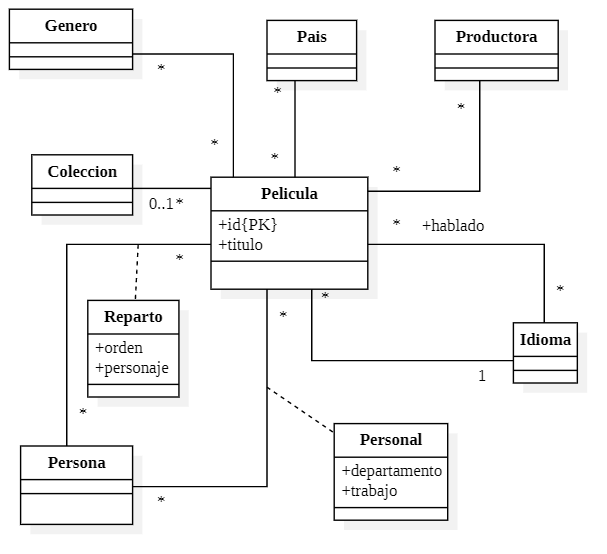 Genero
Pais
Productora
*
*
*
*
*
*
Coleccion
0..1*
Pelicula
+id{PK}
+titulo
*
+hablado
*
*
*
*
Reparto
+orden
+personaje
Idioma
1
*
Persona
*
Personal
+departamento
+trabajo